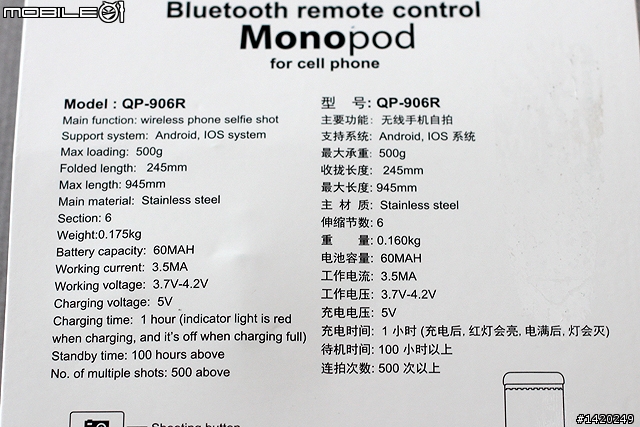 MOBILE01
Bluetooth remote control
Monopod
for cell phone
Model : QP-906R
Main function: wireless phone selfie shot
Support system: Android, IOS system
Max loading: 500g
Folded length: 245mm
Max length: 945mm
Main material: Stainless steel
Section: 6
Weight:0.175kg
Battery capacity: 60MAH
Working current: 3.5MA
Working voltage: 3.7V-4.2V
Charging voltage: 5V
Charging time: 1 hour (indicator light is red
when charging, and it's off when charging full)
Standby time: 100 hours above
No. of multiple shots: 500 above
型 号: QP-906R
主要功能: 无线手机自拍
支持系统: Android, IOS 系统
最大承重: 500g
收拢长度: 245mm
最大长度: 945mm
主 材 质: Stainless steel
伸缩节数: 6
重 量: 0.160kg
电池容量: 60MAH
工作电流: 3.5MA
工作电压: 3.7V-4.2V
充电电压: 5V
充电时间: 1 小时 (充电后, 红灯会亮, 电满后, 灯会灭)
待机时间: 100 小时以上
连拍次数: 500 次以上
Shooting button
#1420249